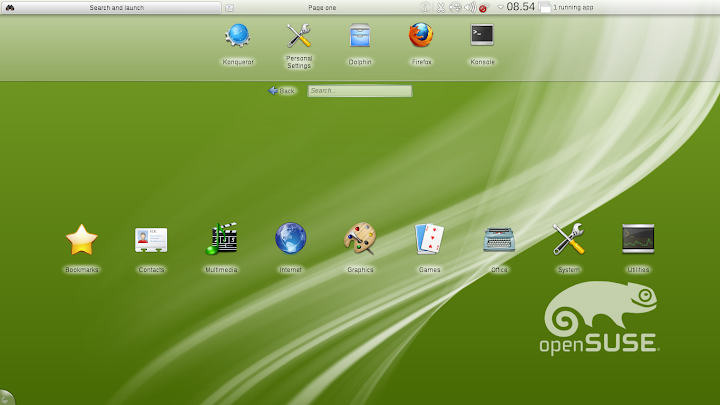 Search and launch
Page one
08.54
1 running app
Konqueror
Personal
Settings
Dolphin
Firefox
Konsole
Back
Search...
Bookmarks
Contacts
Multimedia
Internet
Graphics
Games
Office
System
Utilities
openSUSE